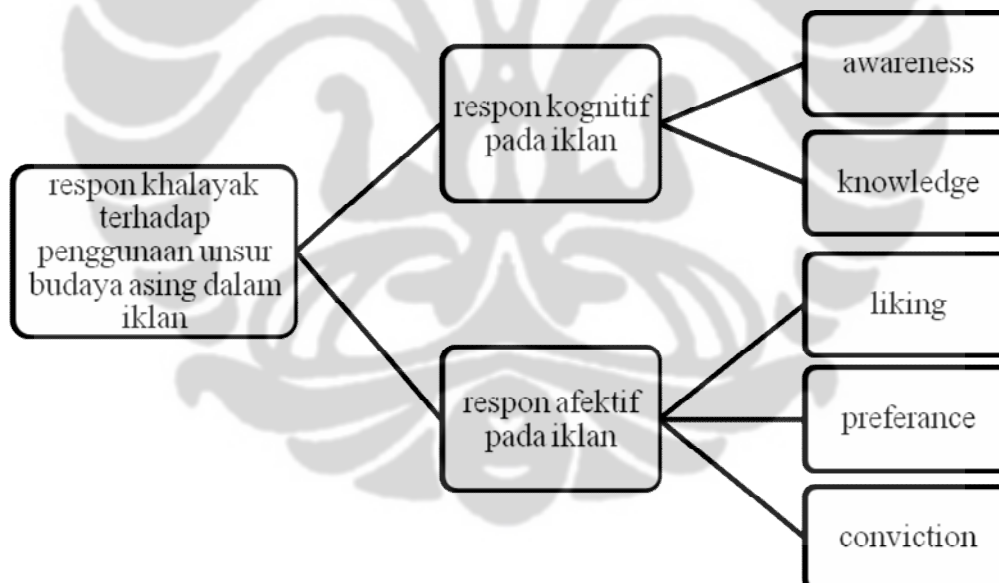 respon khalayak
terhadap
penggunaan unsur
budaya asing dalam
iklan
respon kognitif
pada iklan
awareness
knowledge
respon afektif
pada iklan
liking
preferance
conviction